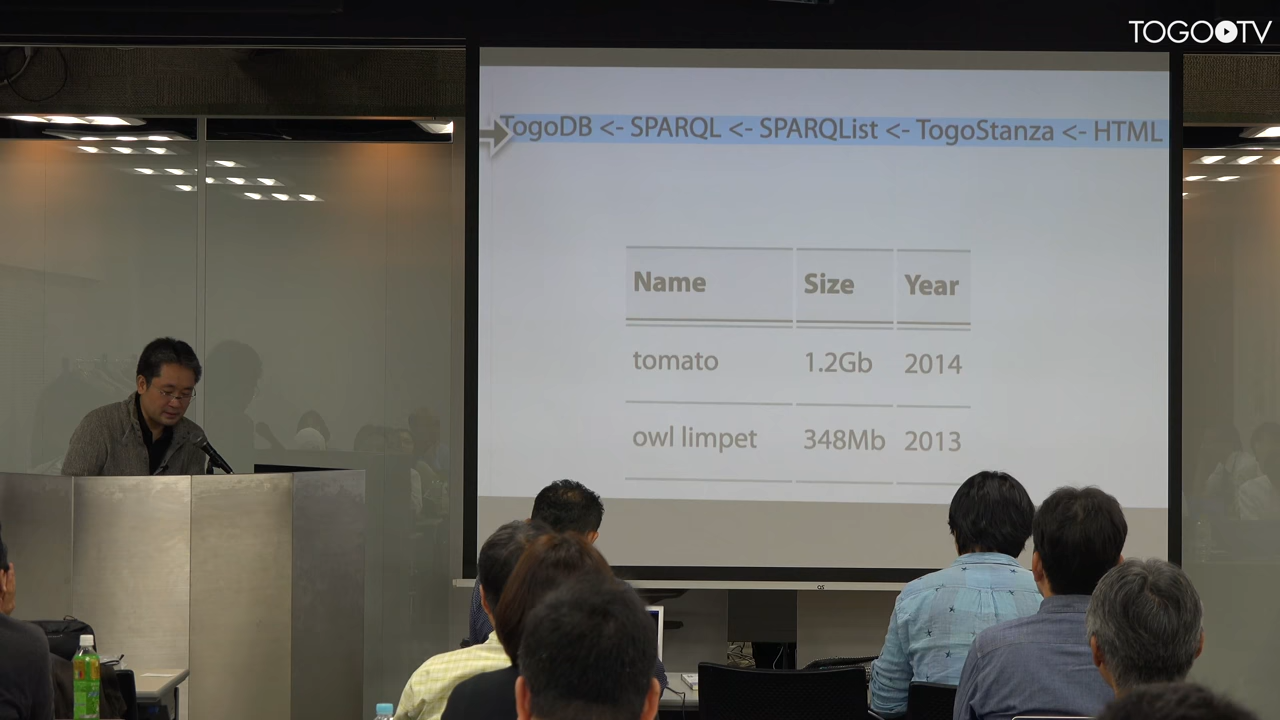 TOGO TV
TogoDB <- SPARQL <- SPARQList <- TogoStanza <- HTML
Name Size Year
tomato 1.2Gb 2014
owl limpet 348Mb 2013